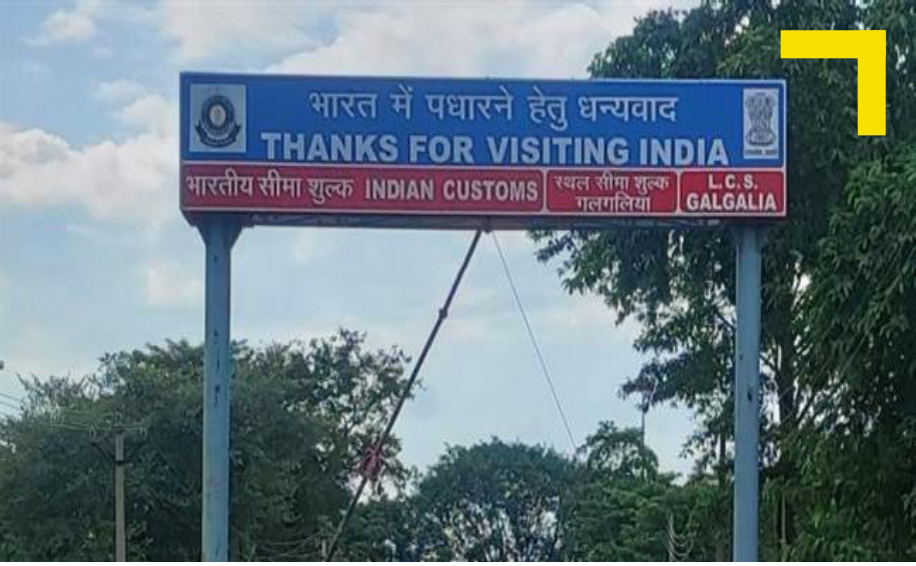 भारत में पधारने हेतु धन्यवाद
THANKS FOR VISITING INDIA
भारतीय सीमा शुल्क INDIAN CUSTOMS
स्थल सीमा शुल्क
गलगलिया
L.C.S.
GALGALIA